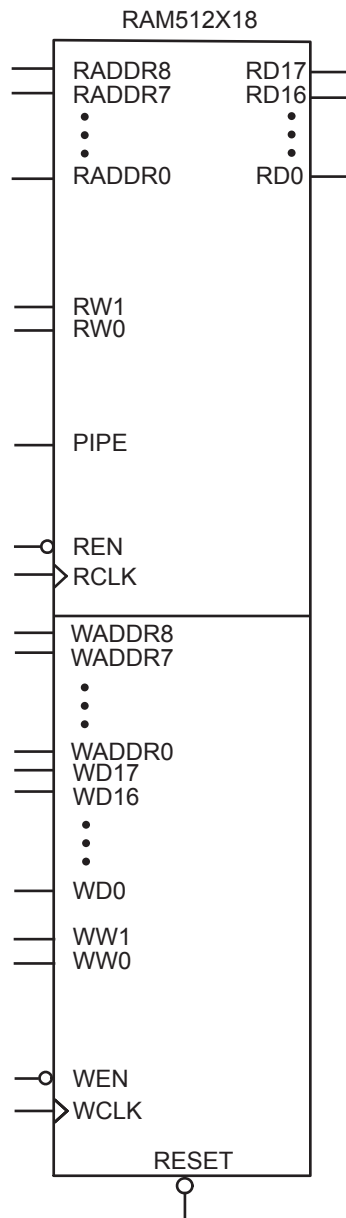 RAM512X18
RADDR8 RD17
RADDR7 RD16
RADDR0 RD0
RW1
RW0
PIPE
REN
RCLK
WADDR8
WADDR7
WADDR0
WD17
WD16
WD0
WW1
WW0
WEN
WCLK
RESET